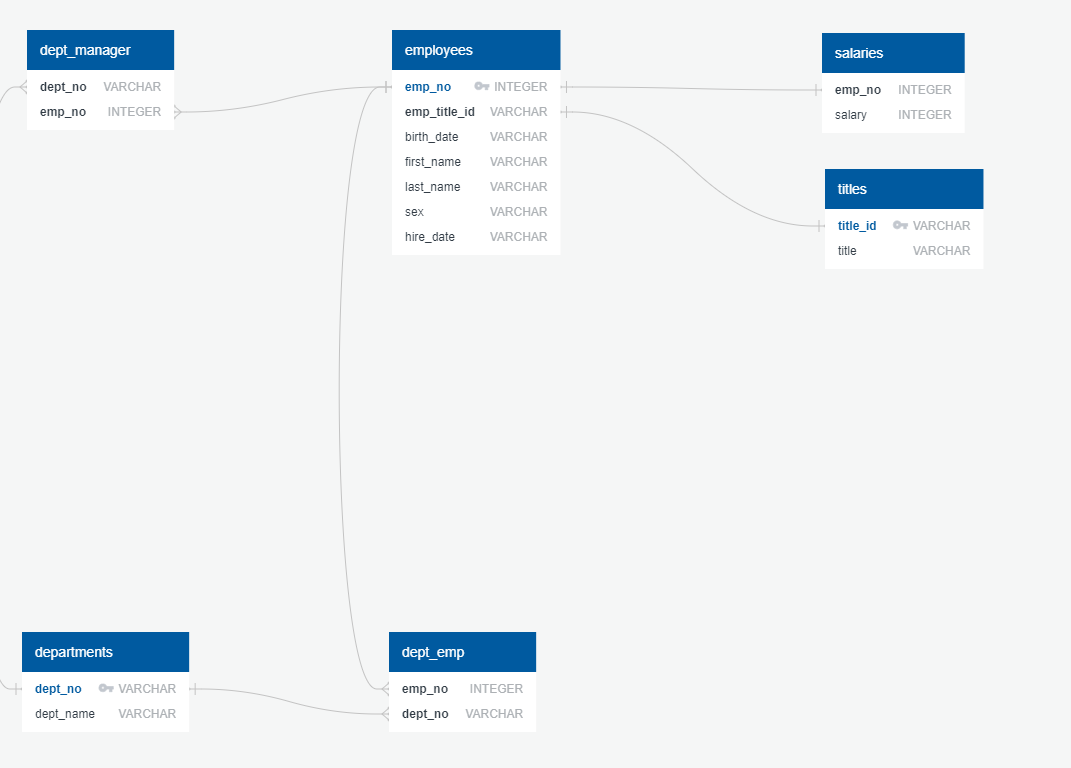 dept_manager
dept_no VARCHAR
emp_no INTEGER
employees
emp_no INTEGER
emp_title_id VARCHAR
birth_date VARCHAR
first_name VARCHAR
last_name VARCHAR
sex VARCHAR
hire_date VARCHAR
salaries
emp_no INTEGER
salary INTEGER
titles
title_id VARCHAR
title VARCHAR
departments
dept_no VARCHAR
dept_name VARCHAR
dept_emp
emp_no INTEGER
dept_no VARCHAR